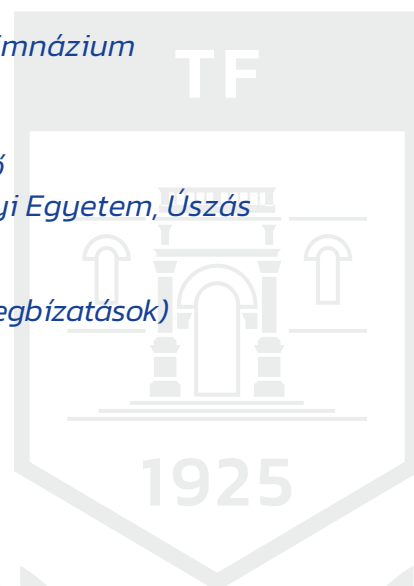 imnázium
TF
ő
yi Egyetem, Úszás
egbízatások)
1925